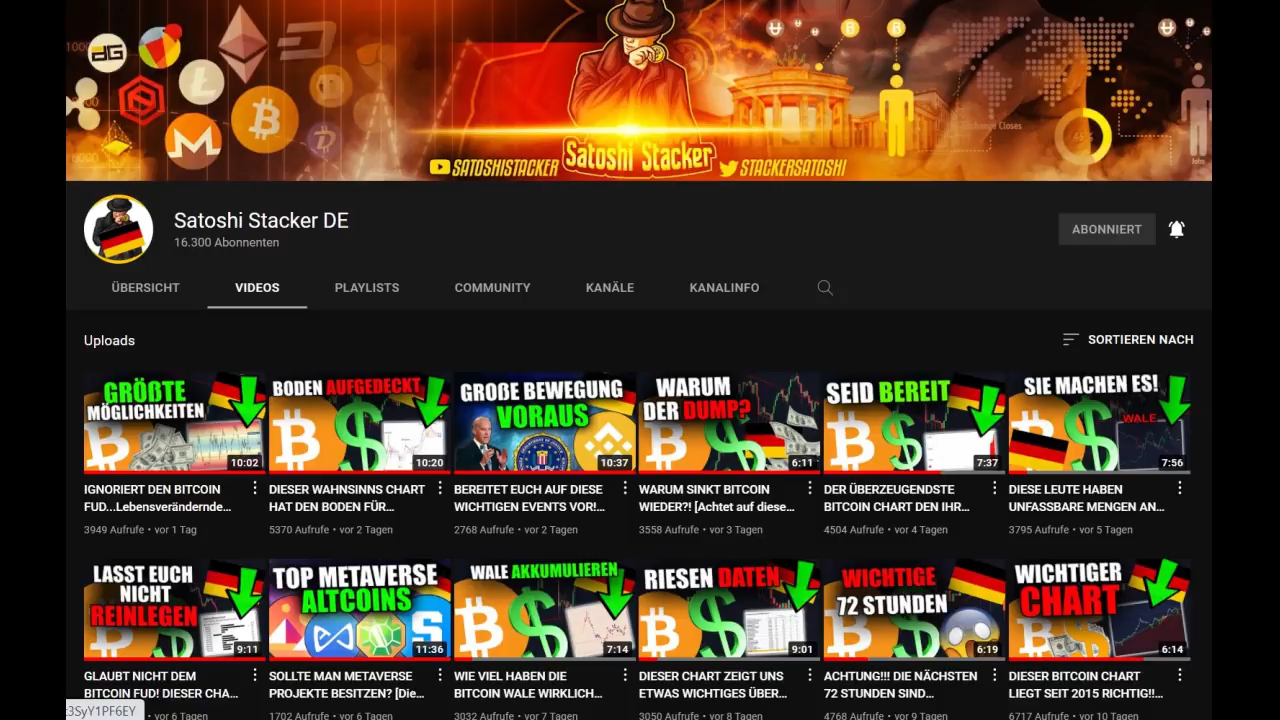 SATOSHISTACKER
Satoshi Stacker
STACKERSATOSHI
Satoshi Stacker DE
16.300 Abonnenten
ABONNIERT
ÜBERSICHT
VIDEOS
PLAYLISTS
COMMUNITY
KANÄLE
KANALINFO
Uploads
SORTIEREN NACH
GRÖßTE
MÖGLICHKEITEN
10:02
BODEN AUFGEDECKT
10:20
GROßE BEWEGUNG
VORAUS
10:37
WARUM
DER DUMP?
6:11
SEID BEREIT
7:37
SIE MACHEN ES!
WALE
7:56
IGNORIERT DEN BITCOIN
FUD...Lebensverändernde...
3949 Aufrufe • vor 1 Tag
DIESER WAHNSINNS CHART
HAT DEN BODEN FÜR...
5370 Aufrufe • vor 2 Tagen
BEREITET EUCH AUF DIESE
WICHTIGEN EVENTS VOR!...
2768 Aufrufe • vor 2 Tagen
WARUM SINKT BITCOIN
WIEDER?! [Achtet auf diese...
3558 Aufrufe • vor 3 Tagen
DER ÜBERZEUGENDSTE
BITCOIN CHART DEN IHR...
4504 Aufrufe • vor 4 Tagen
DIESE LEUTE HABEN
UNFASSBARE MENGEN AN...
3795 Aufrufe • vor 5 Tagen
LASST EUCH
NICHT
REINLEGEN
9:11
TOP METAVERSE
ALTCOINS
11:36
WALE AKKUMULIEREN
7:14
RIESEN DATEN
9:01
WICHTIGE
72 STUNDEN
6:19
WICHTIGER
CHART
6:14
GLAUBT NICHT DEM
BITCOIN FUD! DIESER CHA...
vor 6 Tagen
SOLLTE MAN METAVERSE
PROJEKTE BESITZEN? [Die...
1702 Aufrufe • vor 6 Tagen
WIE VIEL HABEN DIE
BITCOIN WALE WIRKLICH...
3032 Aufrufe • vor 7 Tagen
DIESER CHART ZEIGT UNS
ETWAS WICHTIGES ÜBER...
3050 Aufrufe • vor 8 Tagen
ACHTUNG!!! DIE NÄCHSTEN
72 STUNDEN SIND...
4768 Aufrufe • vor 9 Tagen
DIESER BITCOIN CHART
LIEGT SEIT 2015 RICHTIG!!...
6717 Aufrufe • vor 10 Tagen
:3SyY1PF6EY